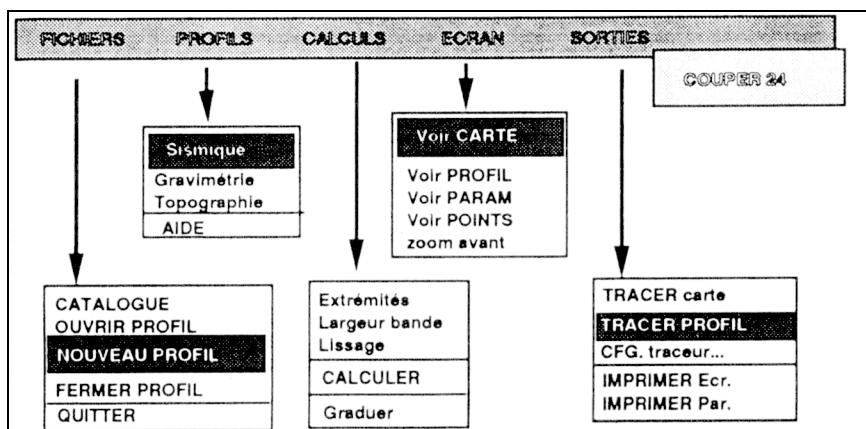 FICHIERS PROFILS CALCULS ECRAN SORTIES
COUPER 24
Sismique
Gravimétrie
Topographie
AIDE
Voir CARTE
Voir PROFIL
Voir PARAM
Voir POINTS
zoom avant
CATALOGUE
OUVRIR PROFIL
NOUVEAU PROFIL
FERMER PROFIL
QUITTER
Extrémités
Largeur bande
Lissage
CALCULER
Graduer
TRACER carte
TRACER PROFIL
CFG. traceur...
IMPRIMER Ecr.
IMPRIMER Par.